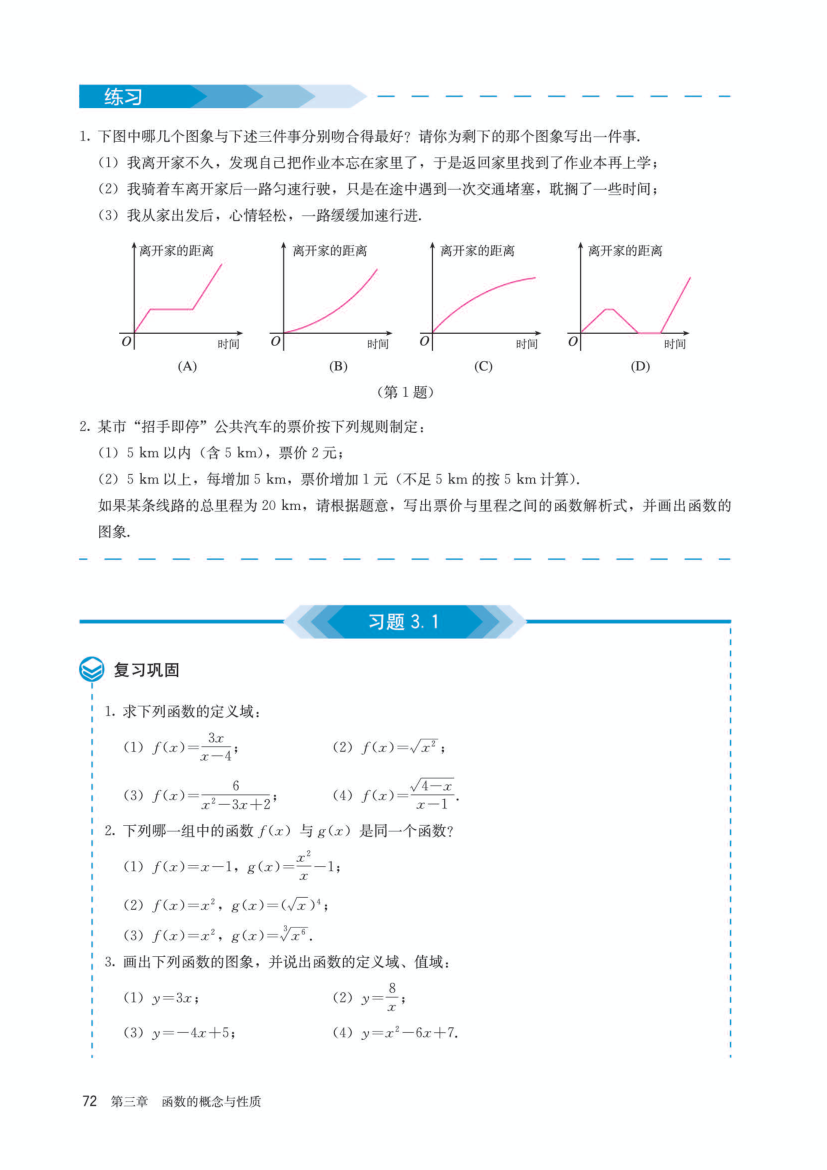 练习
1. 下图中哪几个图象与下述三件事分别吻合得最好？请你为剩下的那个图象写出一件事.
（1）我离开家不久，发现自己把作业本忘在家里了，于是返回家里找到了作业本再上学；
（2）我骑着车离开家后一路匀速行驶，只是在途中遇到一次交通堵塞，耽搁了一些时间；
（3）我从家出发后，心情轻松，一路缓缓加速行进.
离开家的距离 离开家的距离 离开家的距离 离开家的距离
O 时间 O 时间 O 时间 O 时间
(A) (B) (C) (D)
（第 1 题）
2. 某市“招手即停”公共汽车的票价按下列规则制定：
（1）5 km 以内（含 5 km），票价 2 元；
（2）5 km 以上，每增加 5 km，票价增加 1 元（不足 5 km 的按 5 km 计算）.
如果某条线路的总里程为 20 km，请根据题意，写出票价与里程之间的函数解析式，并画出函数的
图象.
习题 3.1
复习巩固
1. 求下列函数的定义域：
（1）f(x)=3x/(x−4)； （2）f(x)=√(x²)；
（3）f(x)=6/(x²−3x+2)； （4）f(x)=√(4−x)/(x−1).
2. 下列哪一组中的函数 f(x) 与 g(x) 是同一个函数？
（1）f(x)=x−1，g(x)=x²/x−1；
（2）f(x)=x²，g(x)=(√x)⁴；
（3）f(x)=x²，g(x)=∛(x⁶).
3. 画出下列函数的图象，并说出函数的定义域、值域：
（1）y=3x； （2）y=8/x；
（3）y=−4x+5； （4）y=x²−6x+7.
72 第三章 函数的概念与性质